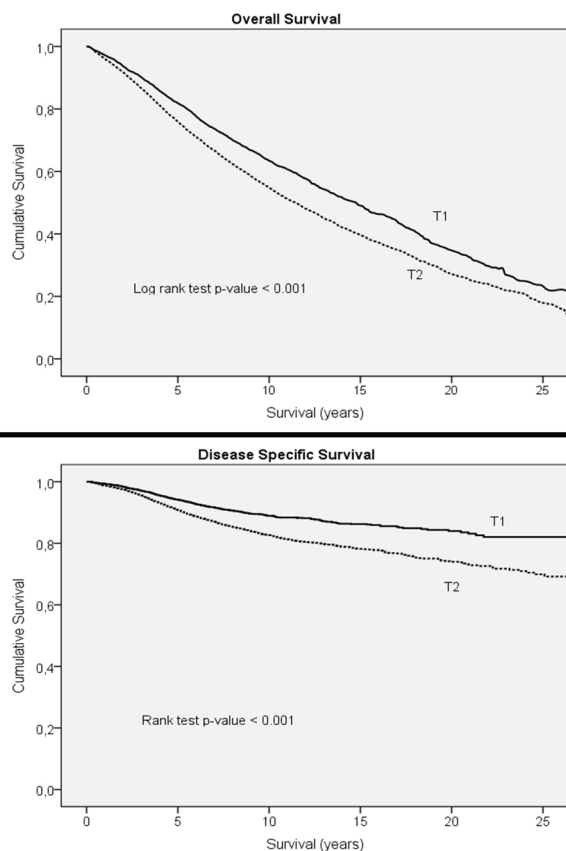 Overall Survival
1,0
0,8
0,6
0,4
0,2
0,0
Cumulative Survival
T1
T2
Log rank test p-value < 0.001
0 5 10 15 20 25
Survival (years)
Disease Specific Survival
1,0
0,8
0,6
0,4
0,2
0,0
Cumulative Survival
T1
T2
Rank test p-value < 0.001
0 5 10 15 20 25
Survival (years)